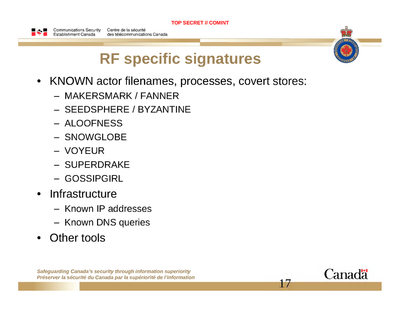 TOP SECRET // COMINT
Communications Security Establishment Canada
Centre de la sécurité des télécommunications Canada
RF specific signatures
• KNOWN actor filenames, processes, covert stores:
– MAKERSMARK / FANNER
– SEEDSPHERE / BYZANTINE
– ALOOFNESS
– SNOWGLOBE
– VOYEUR
– SUPERDRAKE
– GOSSIPGIRL
• Infrastructure
– Known IP addresses
– Known DNS queries
• Other tools
Safeguarding Canada's security through information superiority
Préserver la sécurité du Canada par la supériorité de l'information
Canada
17